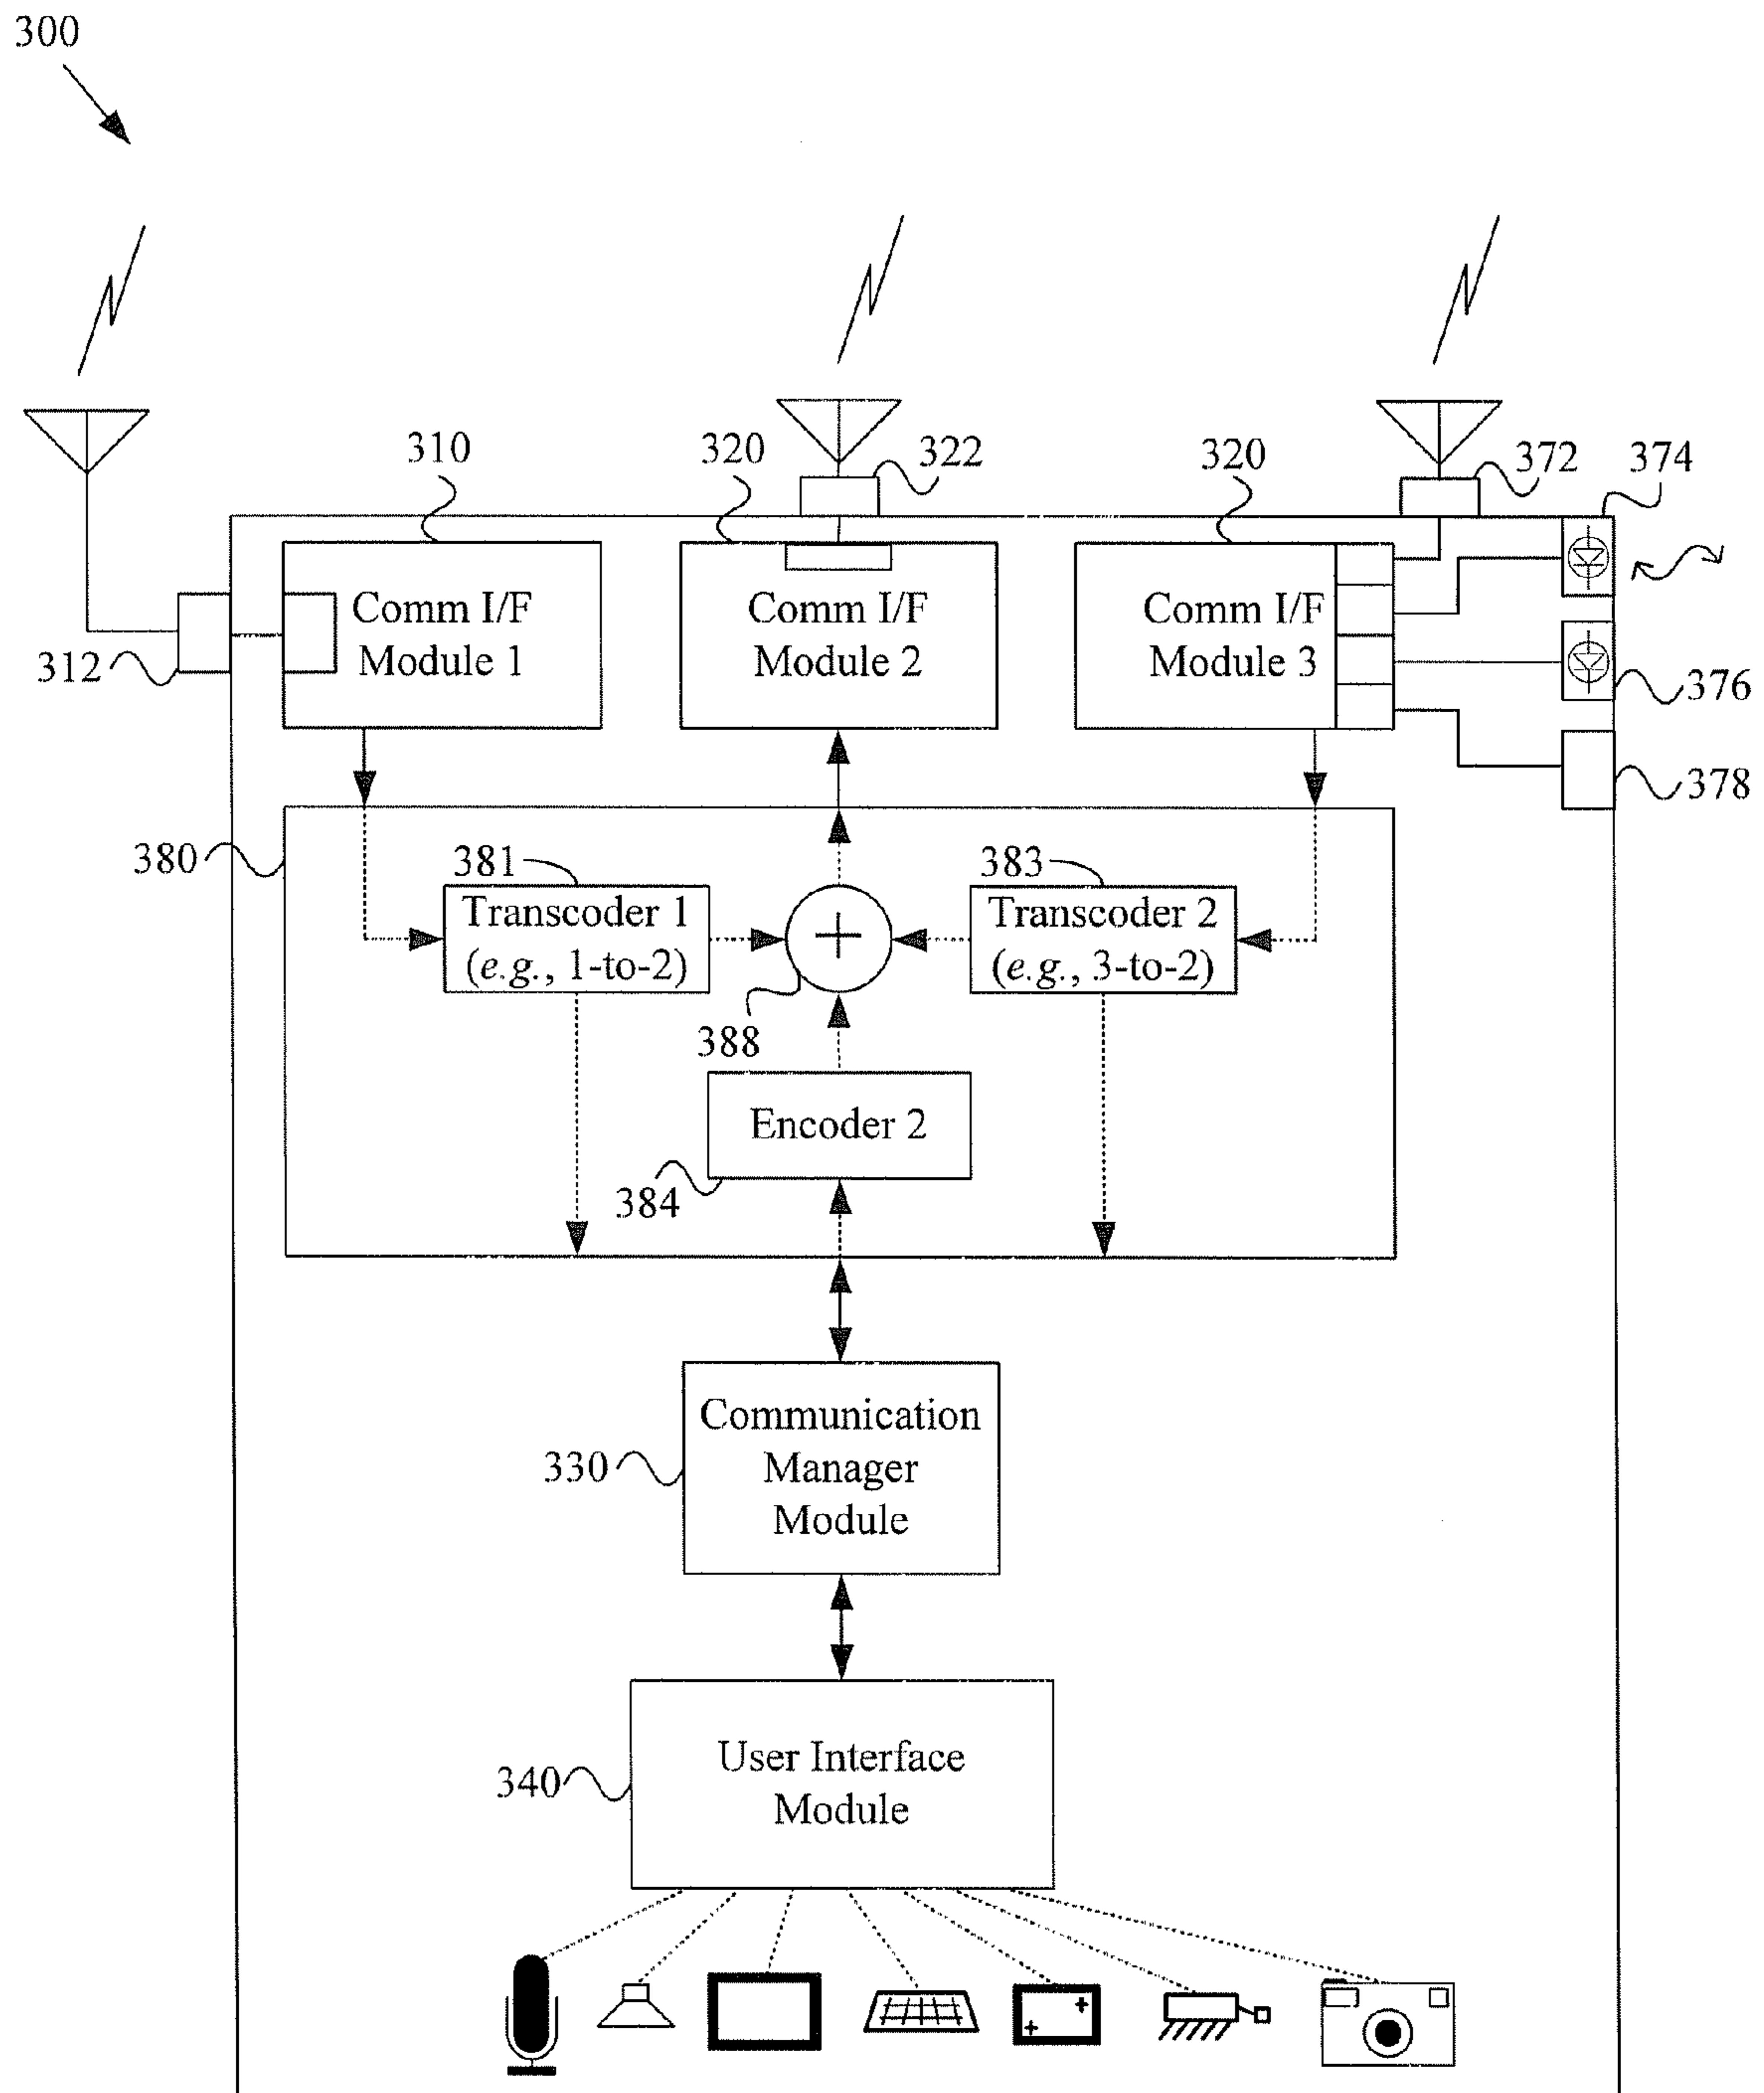 300
310
320
322
320
372
374
Comm I/F
Module 1
Comm I/F
Module 2
Comm I/F
Module 3
312
376
378
380
381
383
Transcoder 1
(e.g., 1-to-2)
+
Transcoder 2
(e.g., 3-to-2)
388
Encoder 2
384
Communication
Manager
Module
330
User Interface
Module
340